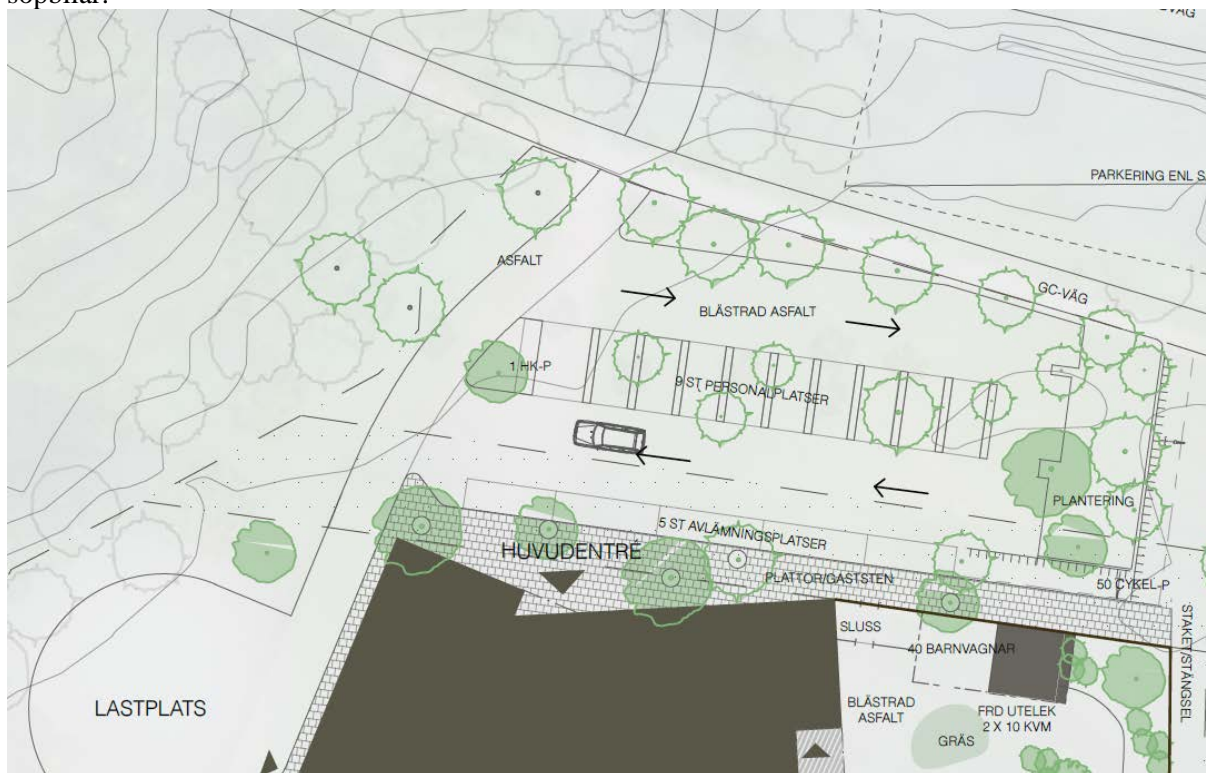 VÄG
PARKERING ENL
ASFALT
GC-VÄG
BLÄSTRAD ASFALT
1 HK-P
9 ST PERSONALPLATSER
PLANTERING
5 ST AVLÄMNINGSPLATSER
HUVUDENTRÉ
PLATTOR/GATSTEN
50 CYKEL-P
STAKET/STÄNGSEL
SLUSS
40 BARNVAGNAR
LASTPLATS
BLÄSTRAD
ASFALT
FRD UTELEK
2 X 10 KVM
GRÄS